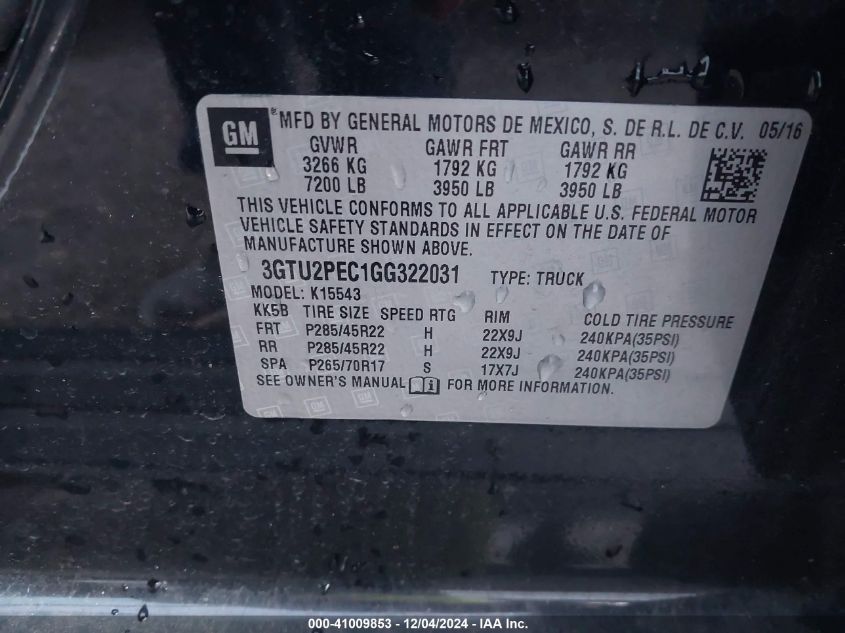 GM
® MFD BY GENERAL MOTORS DE MEXICO, S. DE R.L. DE C.V. 05/16
GVWR GAWR FRT GAWR RR
3266 KG 1792 KG 1792 KG
7200 LB 3950 LB 3950 LB
THIS VEHICLE CONFORMS TO ALL APPLICABLE U.S. FEDERAL MOTOR
VEHICLE SAFETY STANDARDS IN EFFECT ON THE DATE OF
MANUFACTURE SHOWN ABOVE.
3GTU2PEC1GG322031 TYPE: TRUCK
MODEL: K15543
KK5B TIRE SIZE SPEED RTG RIM COLD TIRE PRESSURE
FRT P285/45R22 H 22X9J 240KPA(35PSI)
RR P285/45R22 H 22X9J 240KPA(35PSI)
SPA P265/70R17 S 17X7J 240KPA(35PSI)
SEE OWNER'S MANUAL FOR MORE INFORMATION.
000-41009853 - 12/04/2024 - IAA Inc.